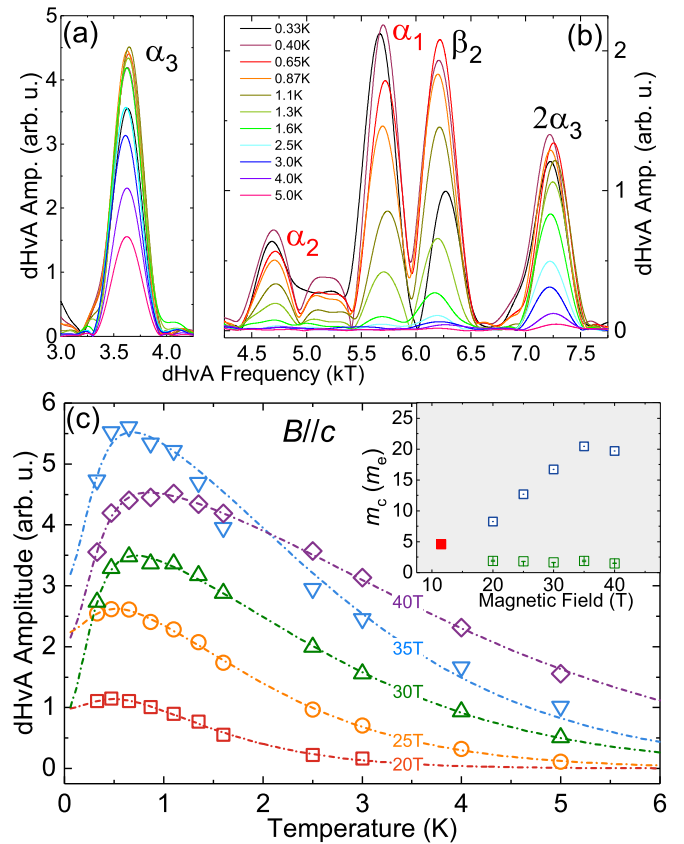 (a)
α3
dHvA Amp. (arb. u.)
5
4
3
2
1
0
3.0
3.5
4.0
0.33K
0.40K
0.65K
0.87K
1.1K
1.3K
1.6K
2.5K
3.0K
4.0K
5.0K
α1
β2
(b)
α2
2α3
2
1
0
dHvA Amp. (arb. u.)
4.5
5.0
5.5
6.0
6.5
7.0
7.5
dHvA Frequency (kT)
(c)
B//c
dHvA Amplitude (arb. u.)
6
5
4
3
2
1
0
40T
35T
30T
25T
20T
0
1
2
3
4
5
6
Temperature (K)
mc (me)
25
20
15
10
5
0
10
20
30
40
Magnetic Field (T)